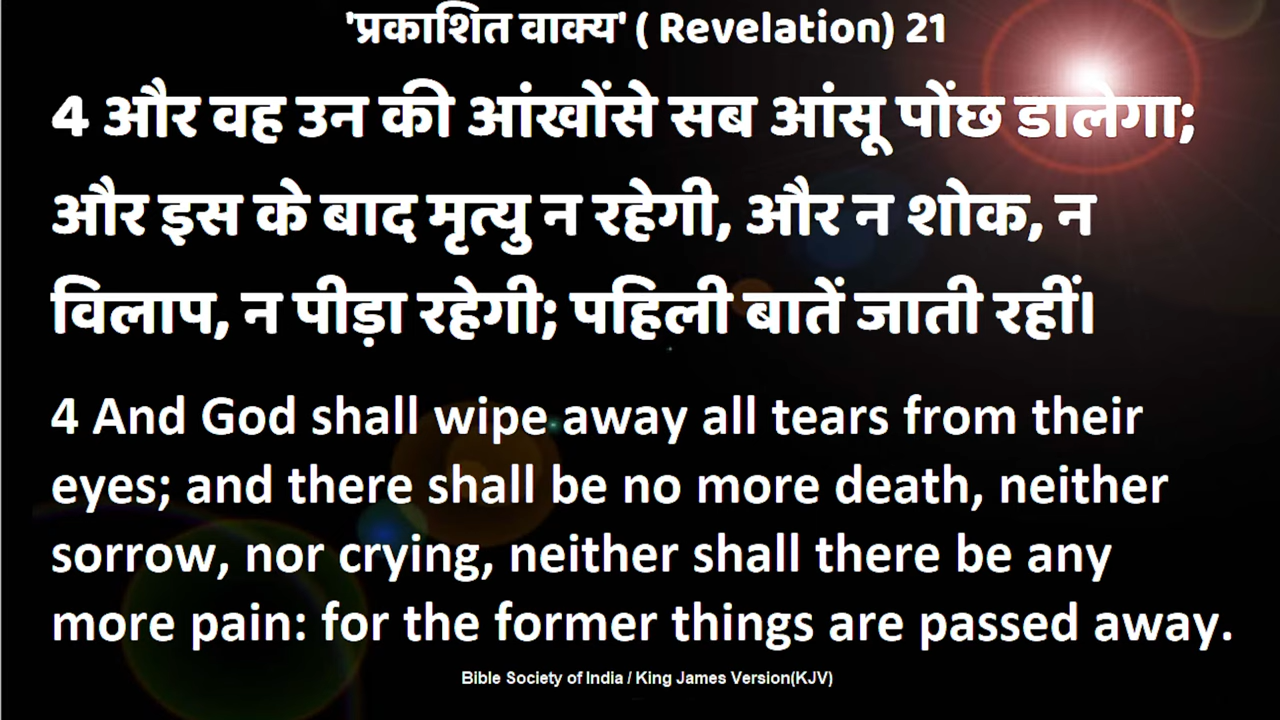 'प्रकाशित वाक्य' ( Revelation) 21
4 और वह उन की आंखोंसे सब आंसू पोंछ डालेगा;
और इस के बाद मृत्यु न रहेगी, और न शोक, न
विलाप, न पीड़ा रहेगी; पहिली बातें जाती रहीं।
4 And God shall wipe away all tears from their
eyes; and there shall be no more death, neither
sorrow, nor crying, neither shall there be any
more pain: for the former things are passed away.
Bible Society of India / King James Version(KJV)